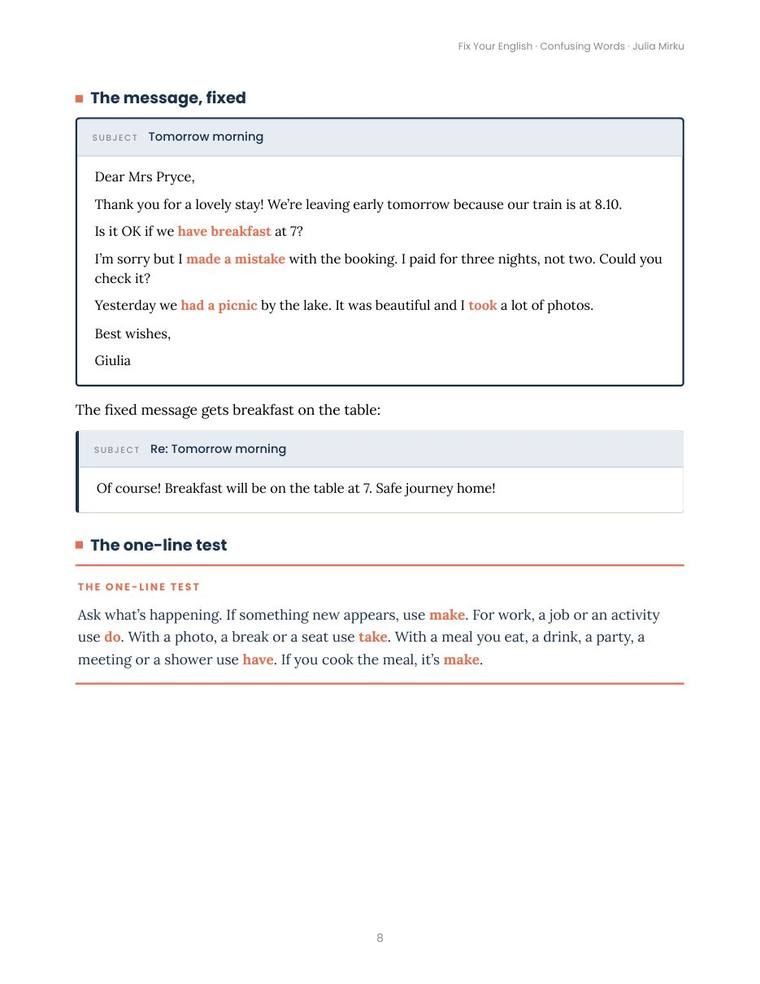 Fix Your English · Confusing Words · Julia Mirku
The message, fixed
SUBJECT Tomorrow morning
Dear Mrs Pryce,
Thank you for a lovely stay! We’re leaving early tomorrow because our train is at 8.10.
Is it OK if we have breakfast at 7?
I’m sorry but I made a mistake with the booking. I paid for three nights, not two. Could you
check it?
Yesterday we had a picnic by the lake. It was beautiful and I took a lot of photos.
Best wishes,
Giulia
The fixed message gets breakfast on the table:
SUBJECT Re: Tomorrow morning
Of course! Breakfast will be on the table at 7. Safe journey home!
The one-line test
THE ONE-LINE TEST
Ask what’s happening. If something new appears, use make. For work, a job or an activity
use do. With a photo, a break or a seat use take. With a meal you eat, a drink, a party, a
meeting or a shower use have. If you cook the meal, it’s make.
8